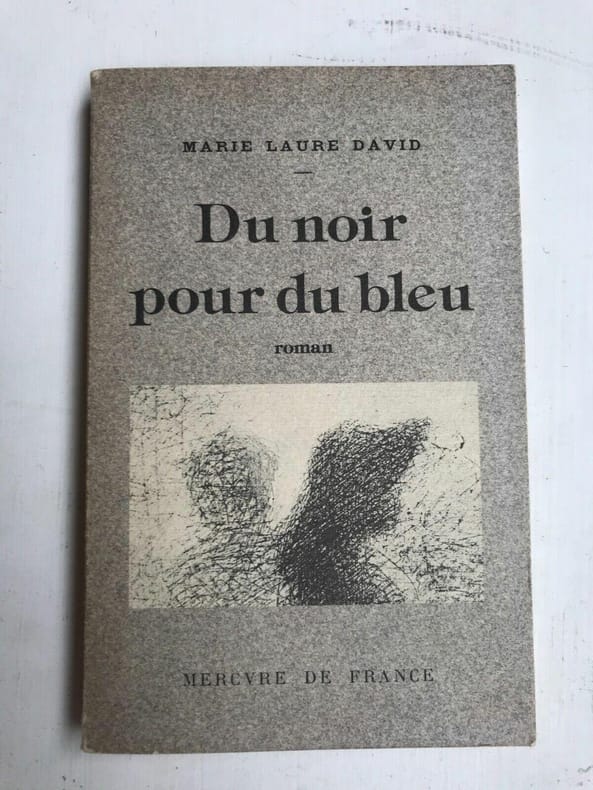 MARIE LAURE DAVID
Du noir
pour du bleu
roman
MERCVRE DE FRANCE